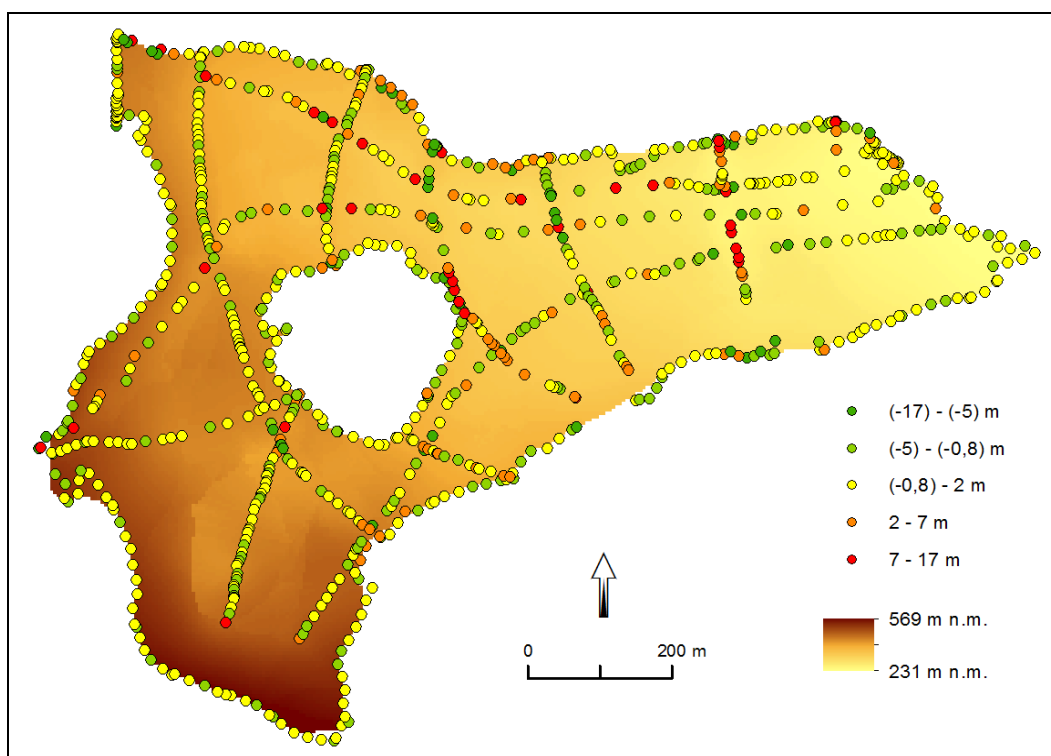 (-17) - (-5) m
(-5) - (-0,8) m
(-0,8) - 2 m
2 - 7 m
7 - 17 m
0 200 m
569 m n.m.
231 m n.m.